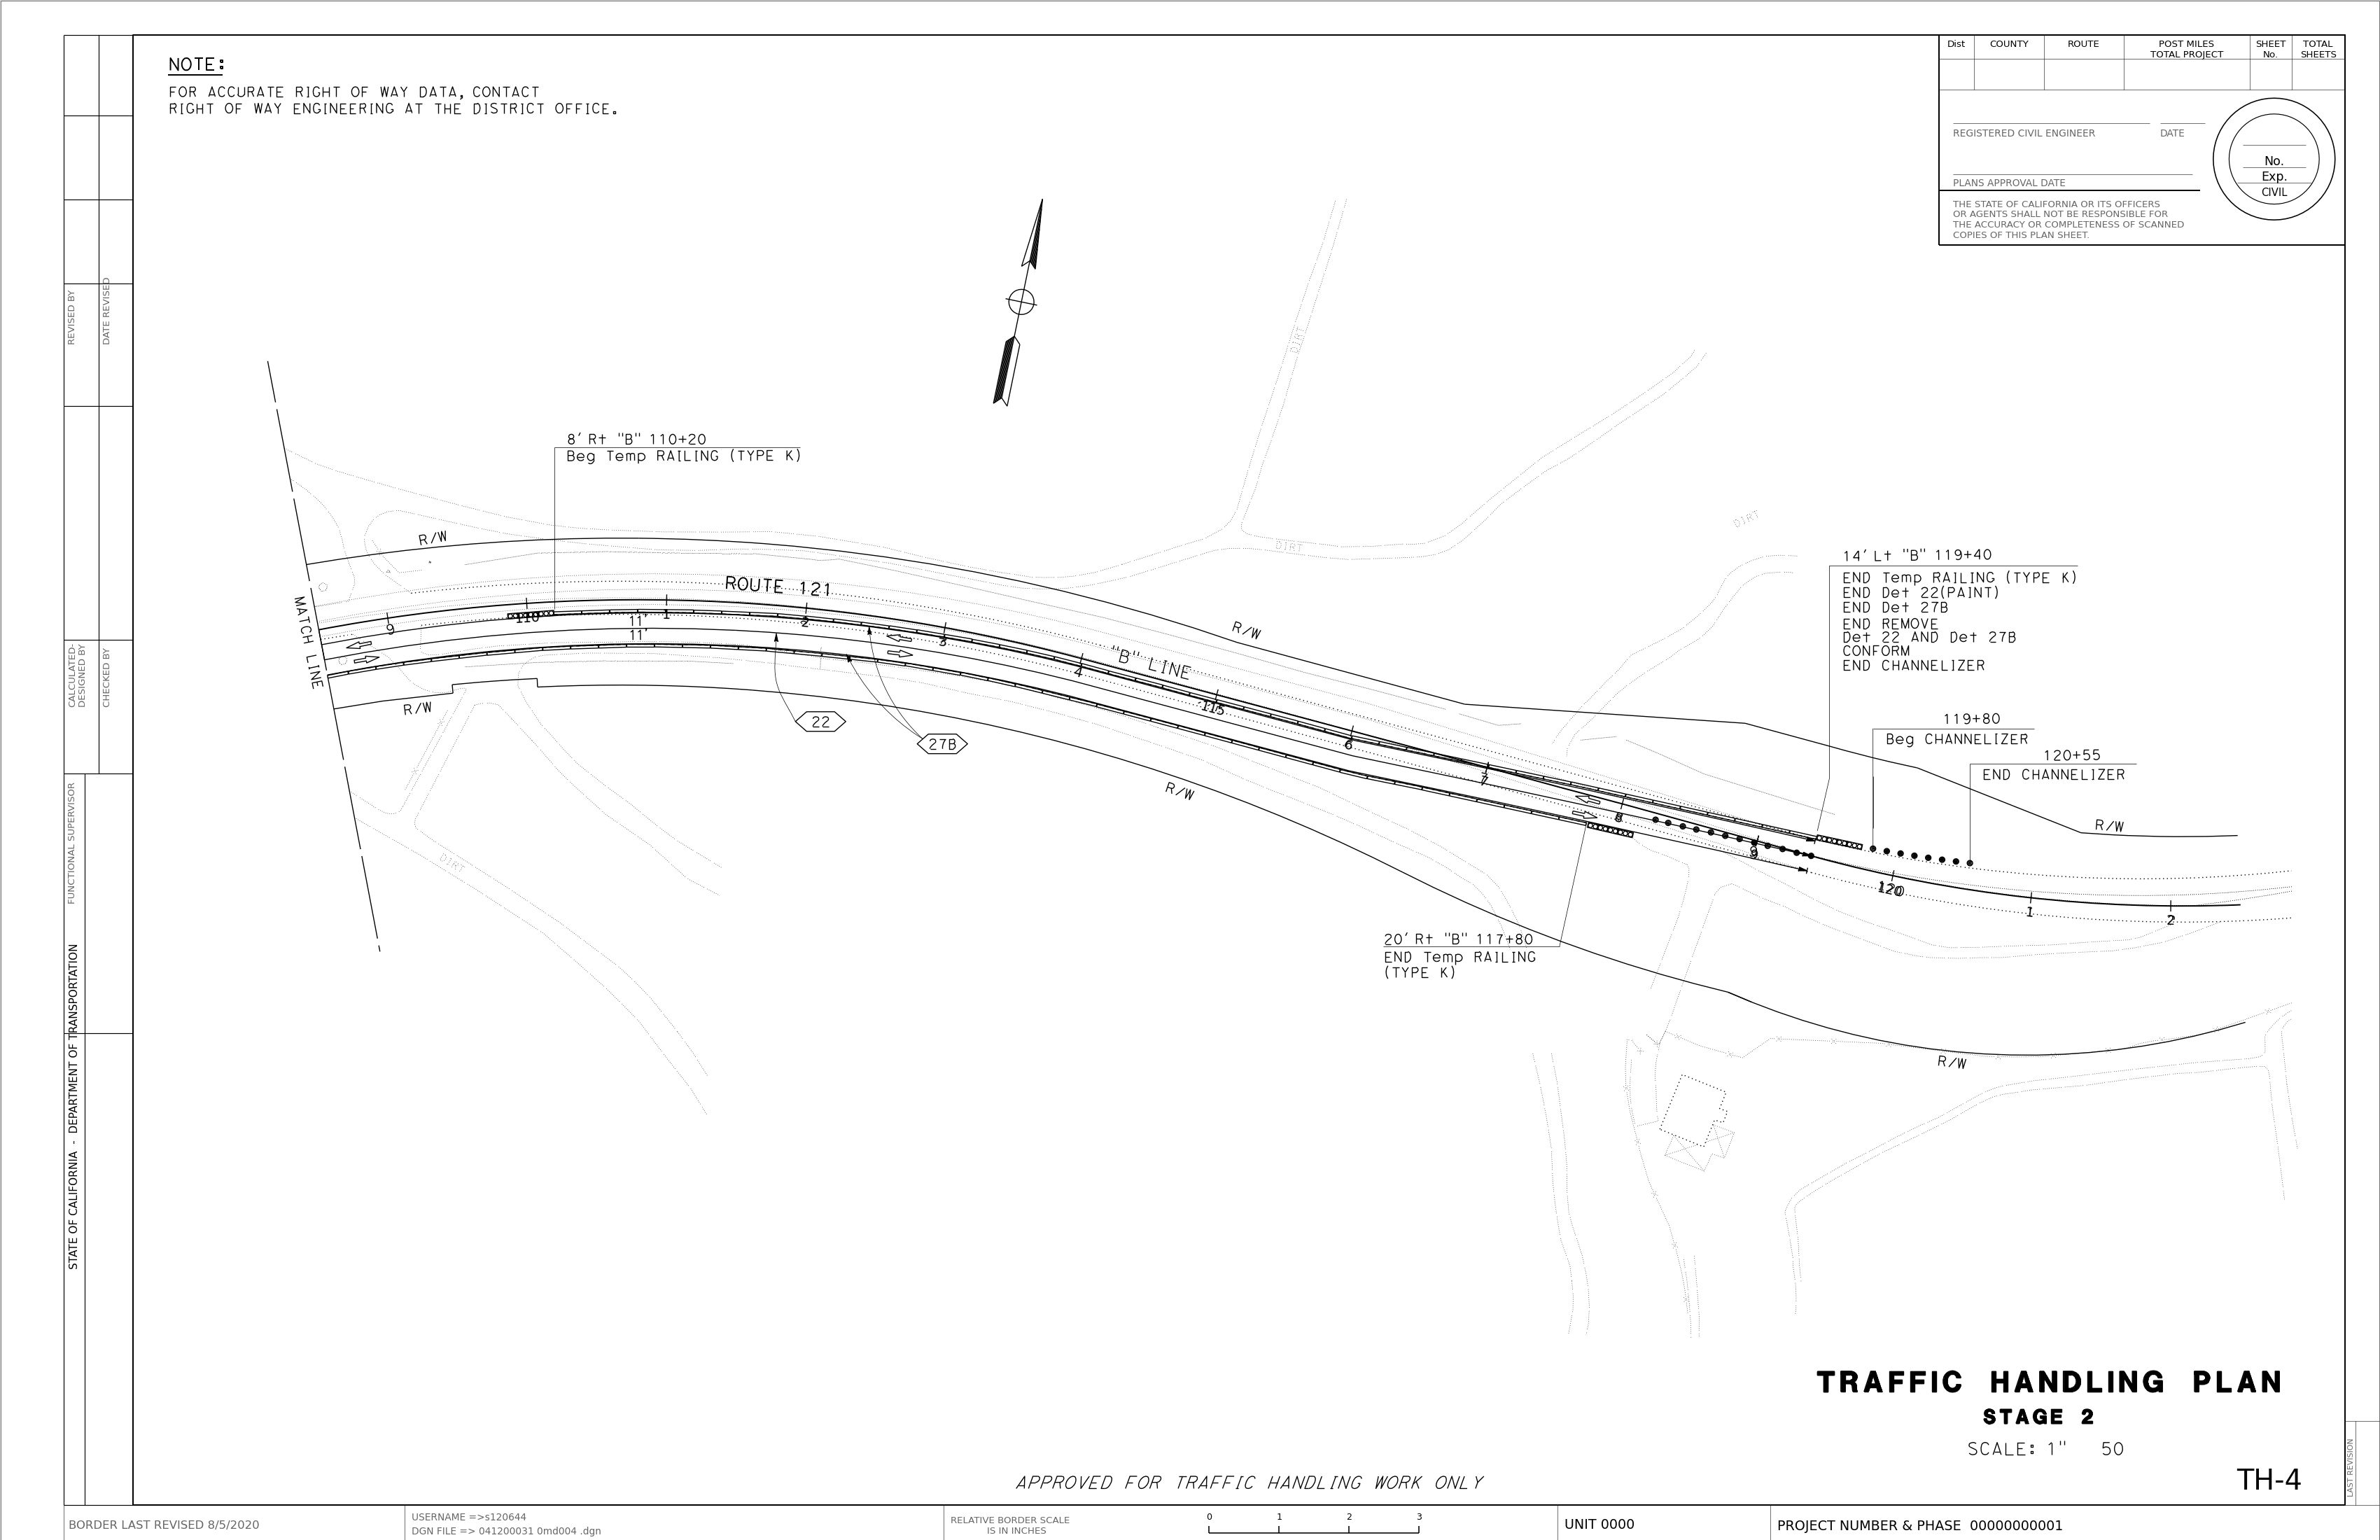 NOTE:
FOR ACCURATE RIGHT OF WAY DATA, CONTACT
RIGHT OF WAY ENGINEERING AT THE DISTRICT OFFICE.
Dist COUNTY ROUTE POST MILES TOTAL PROJECT SHEET No. TOTAL SHEETS
REGISTERED CIVIL ENGINEER DATE
PLANS APPROVAL DATE
THE STATE OF CALIFORNIA OR ITS OFFICERS
OR AGENTS SHALL NOT BE RESPONSIBLE FOR
THE ACCURACY OR COMPLETENESS OF SCANNED
COPIES OF THIS PLAN SHEET.
No.
Exp.
CIVIL
REVISED BY
DATE REVISED
CALCULATED-
DESIGNED BY
CHECKED BY
FUNCTIONAL SUPERVISOR
STATE OF CALIFORNIA - DEPARTMENT OF TRANSPORTATION
DIRT
DIRT
DIRT
DIRT
8' Rt "B" 110+20
Beg Temp RAILING (TYPE K)
R/W
ROUTE 121
"B" LINE
R/W
MATCH LINE
9
110
1
2
3
4
115
6
7
8
9
120
1
2
11'
11'
R/W
22
27B
R/W
14' Lt "B" 119+40
END Temp RAILING (TYPE K)
END Det 22(PAINT)
END Det 27B
END REMOVE
Det 22 AND Det 27B
CONFORM
END CHANNELIZER
119+80
Beg CHANNELIZER
120+55
END CHANNELIZER
R/W
20' Rt "B" 117+80
END Temp RAILING
(TYPE K)
R/W
TRAFFIC HANDLING PLAN
STAGE 2
SCALE: 1" 50
APPROVED FOR TRAFFIC HANDLING WORK ONLY
TH-4
LAST REVISION
BORDER LAST REVISED 8/5/2020
USERNAME =>s120644
DGN FILE => 041200031 0md004 .dgn
RELATIVE BORDER SCALE
IS IN INCHES
0 1 2 3
UNIT 0000
PROJECT NUMBER & PHASE 00000000001